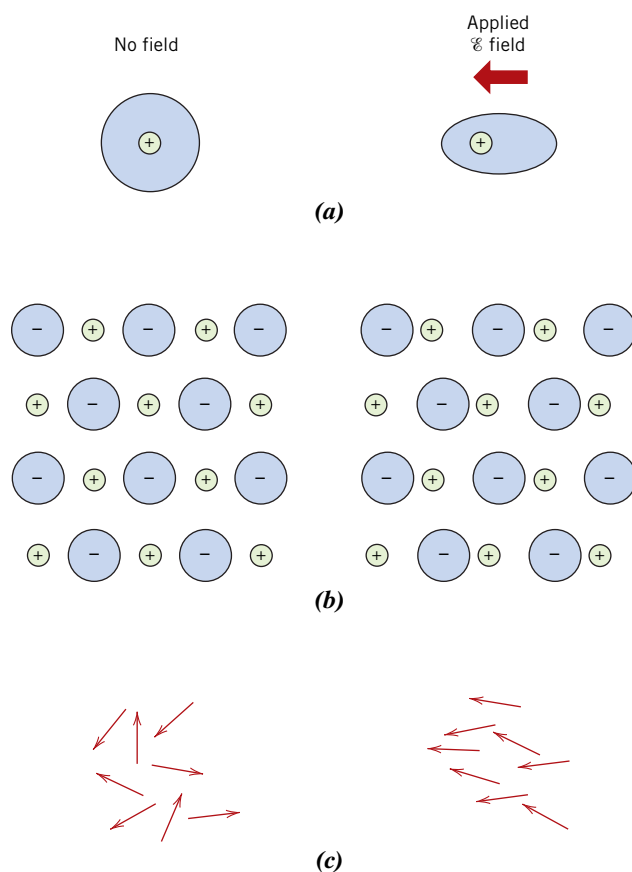 No field
Applied
ℰ field
+
+
(a)
− + − + −
− + − + −
+ − + − +
+ − + − +
− + − + −
− + − + −
+ − + − +
+ − + − +
(b)
(c)